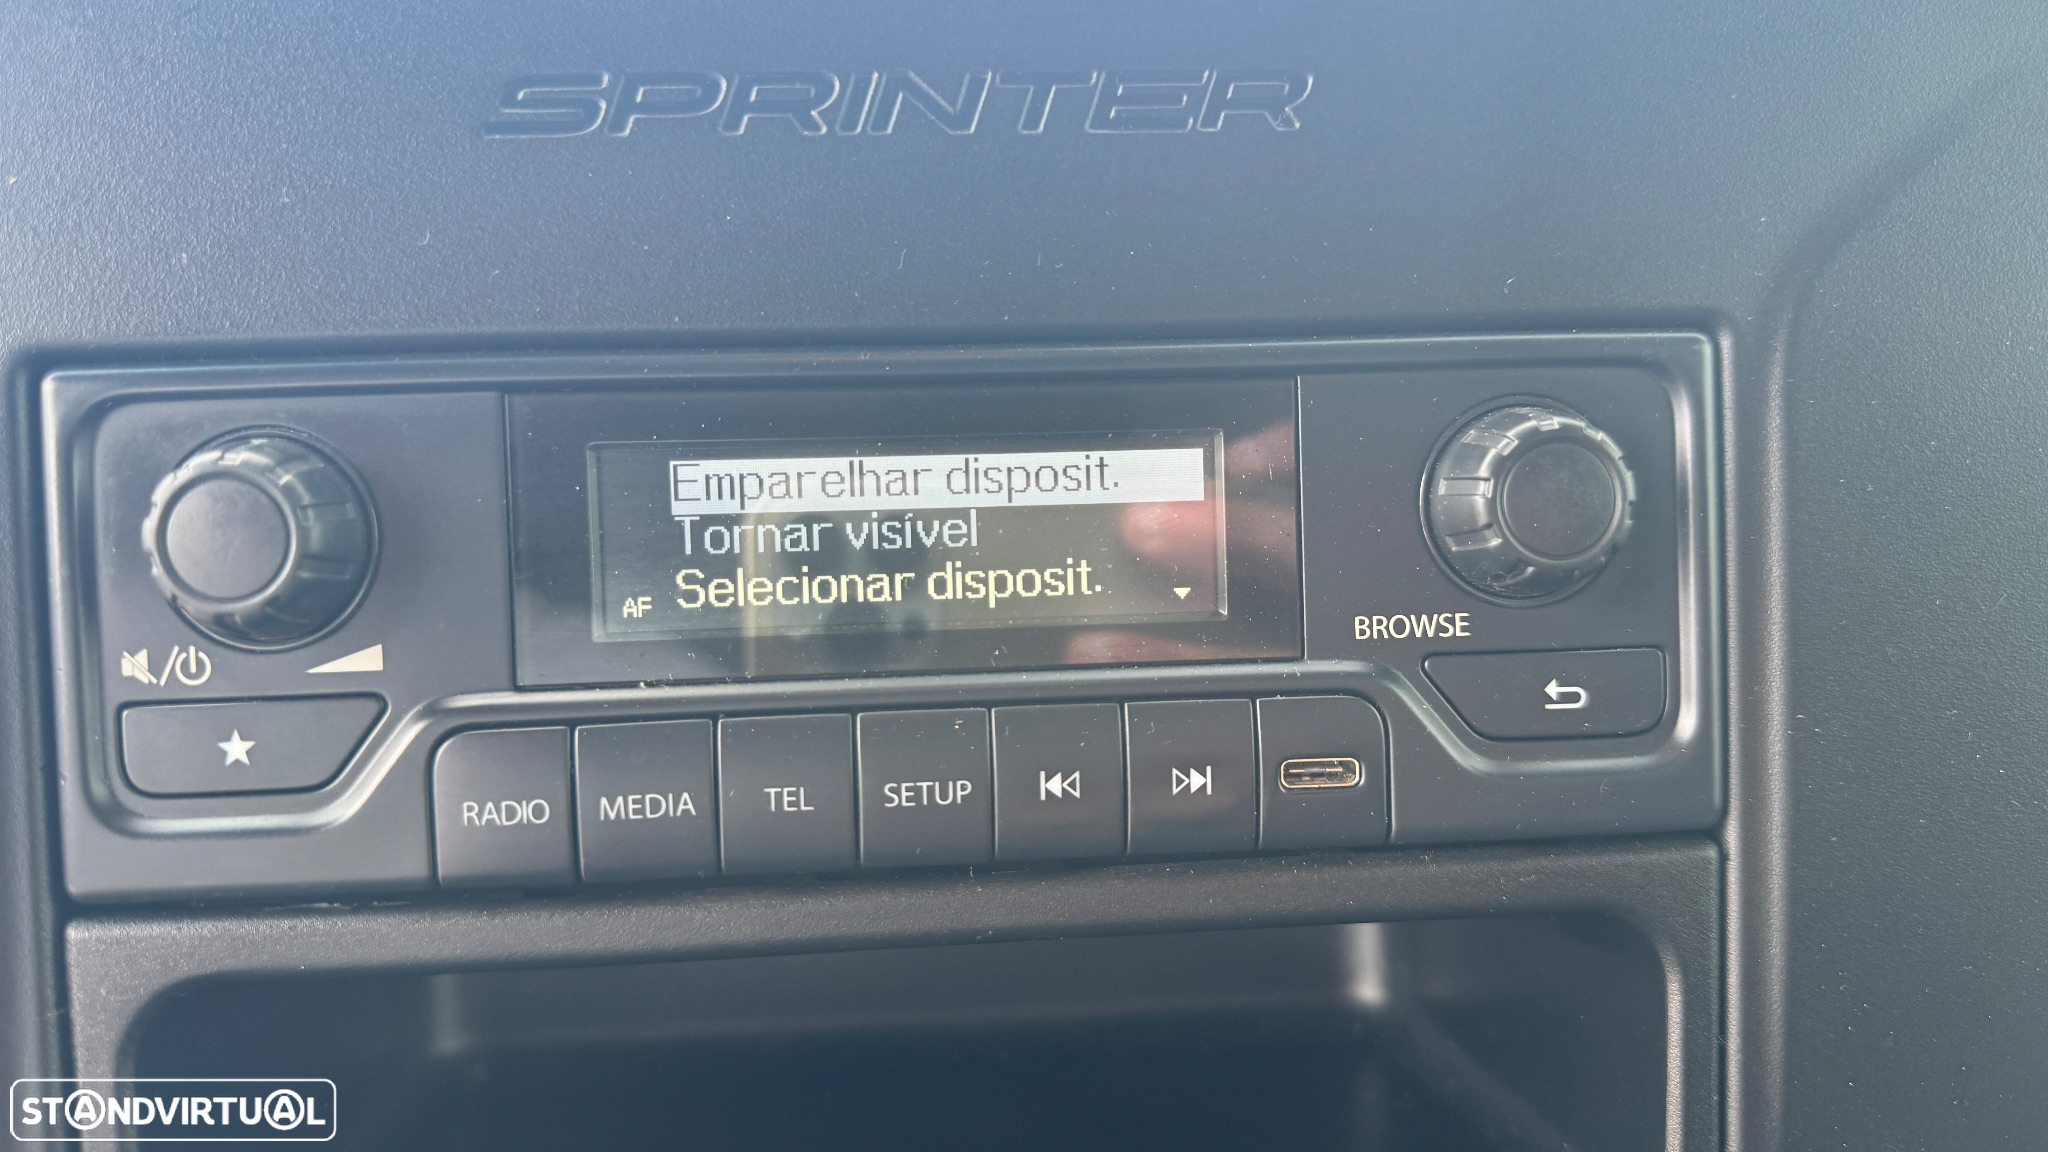 SPRINTER
Emparelhar disposit.
Tornar visível
AF Selecionar disposit.
BROWSE
RADIO MEDIA TEL SETUP
STANDVIRTUAL